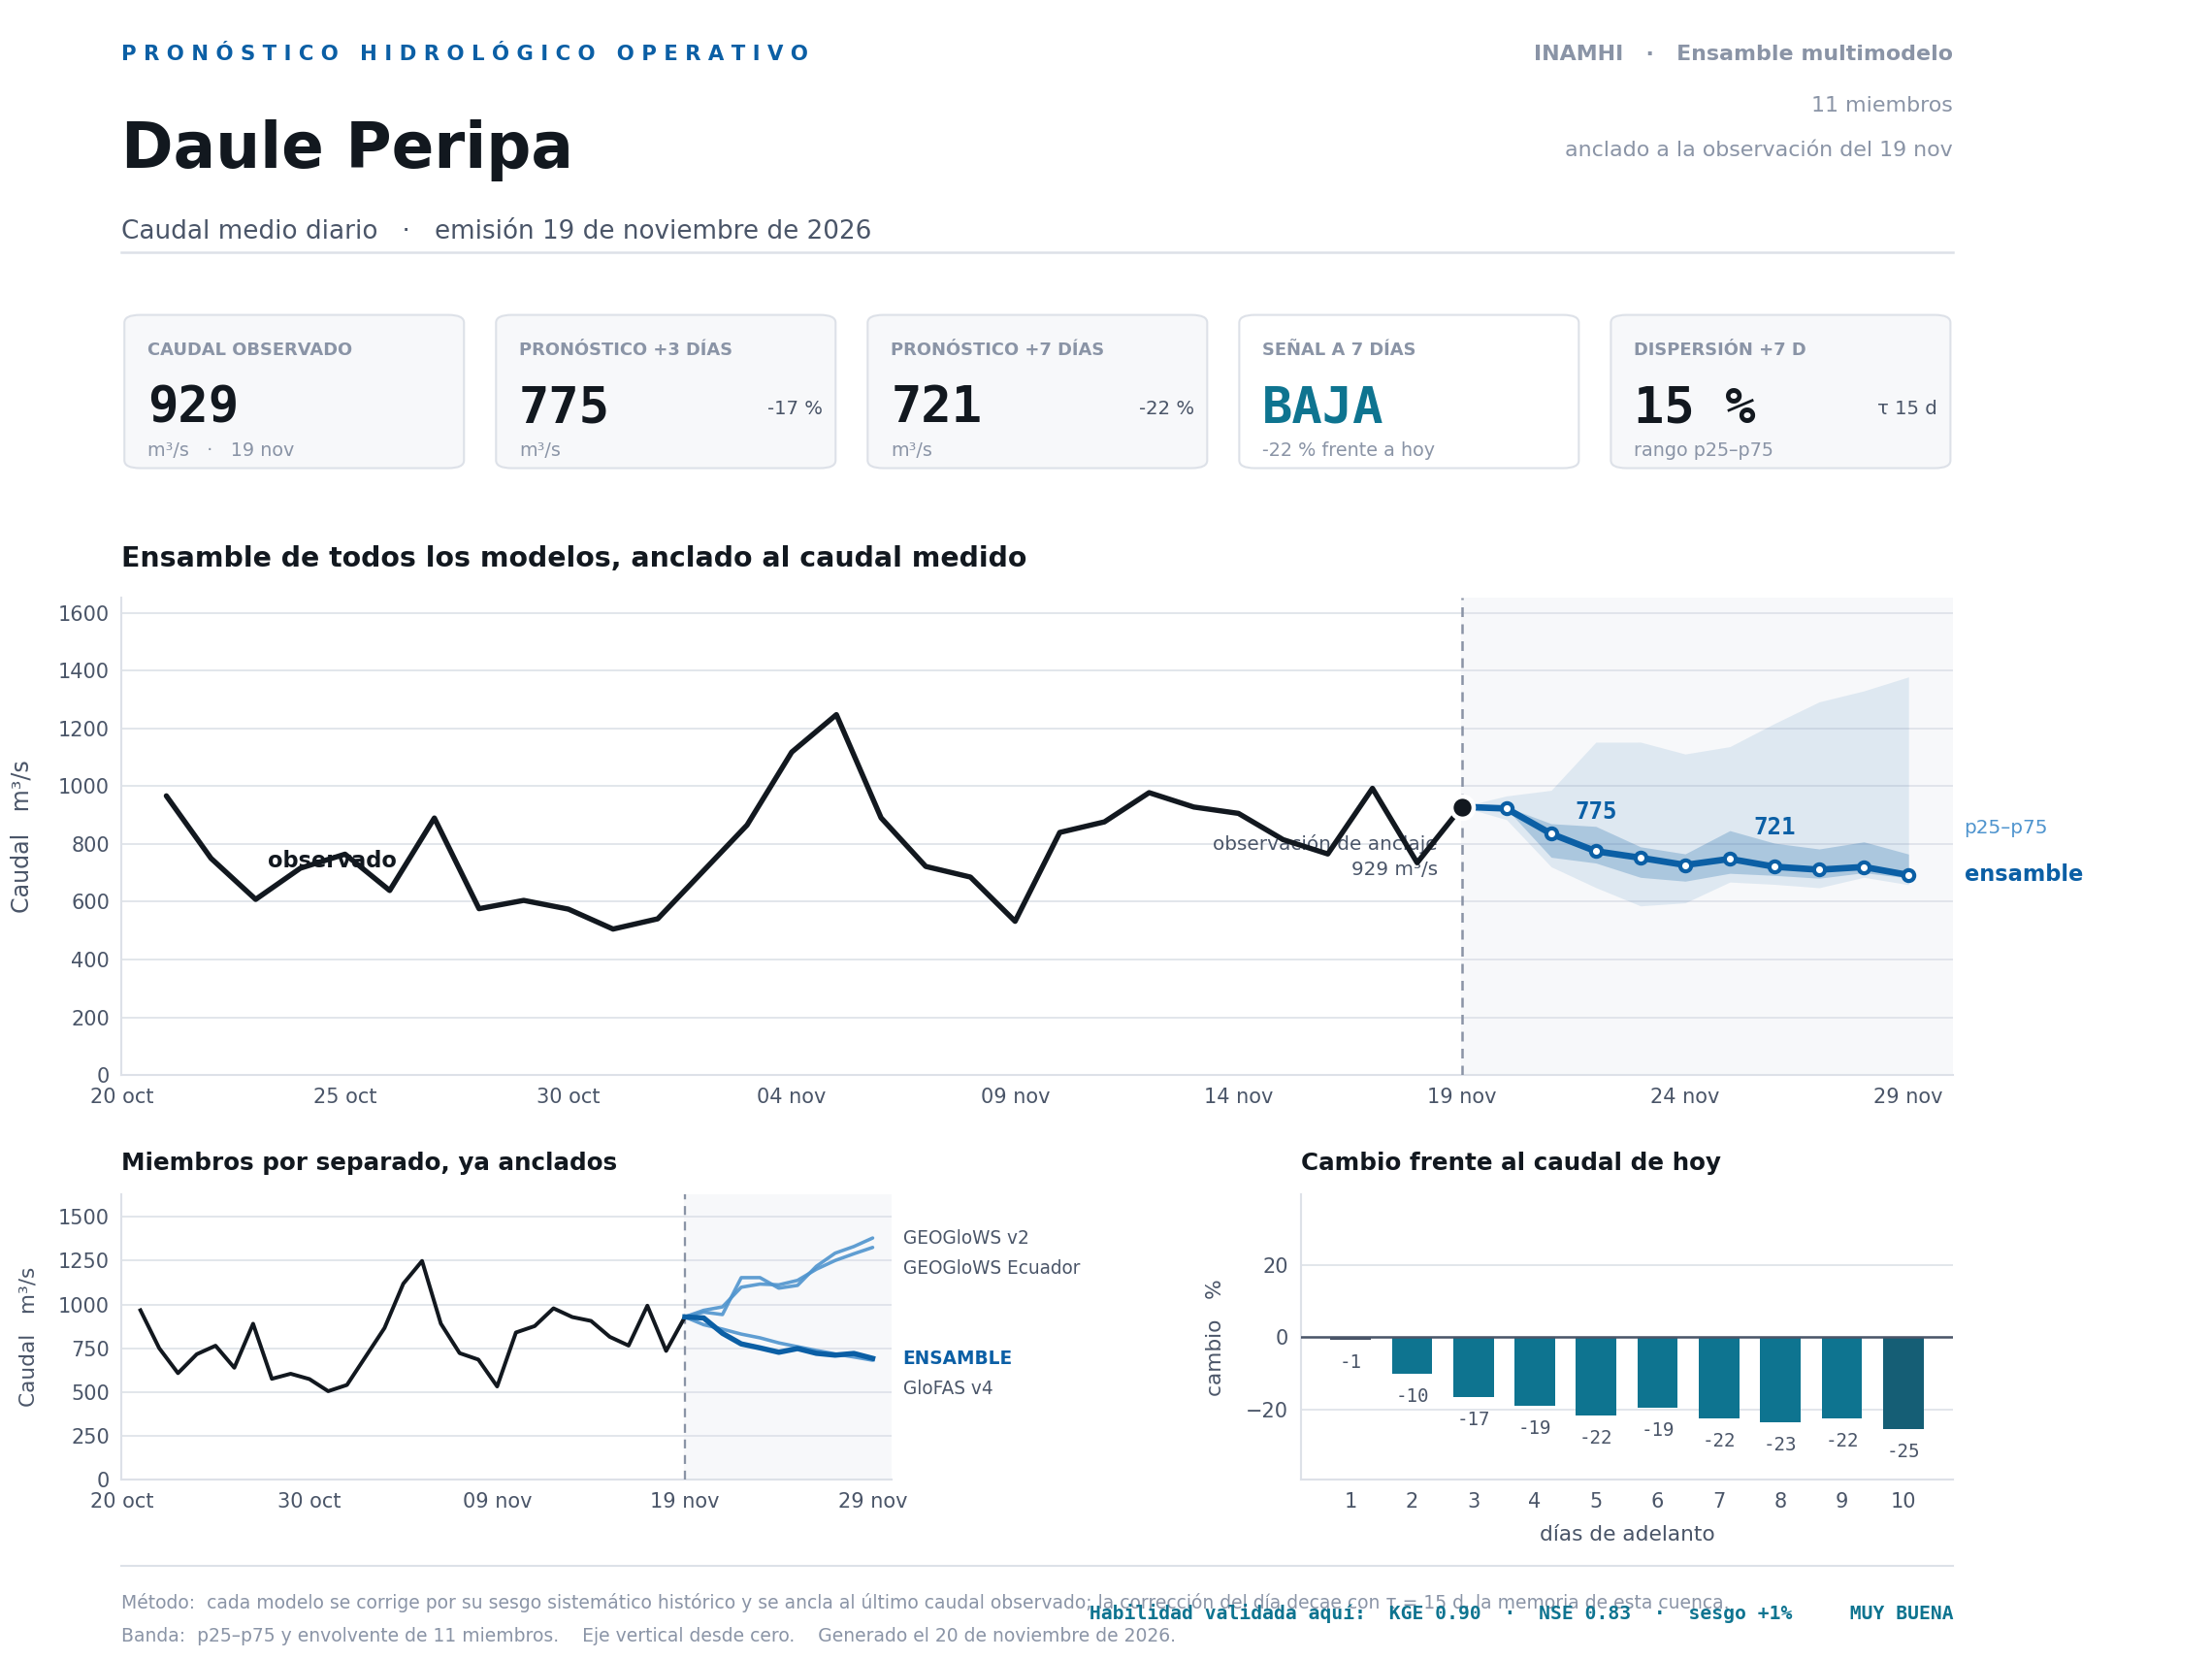 PRONÓSTICO HIDROLÓGICO OPERATIVO
INAMHI · Ensamble multimodelo
11 miembros
Daule Peripa
anclado a la observación del 19 nov
Caudal medio diario · emisión 19 de noviembre de 2026
CAUDAL OBSERVADO
929
m³/s · 19 nov
PRONÓSTICO +3 DÍAS
775 -17 %
m³/s
PRONÓSTICO +7 DÍAS
721 -22 %
m³/s
SEÑAL A 7 DÍAS
BAJA
-22 % frente a hoy
DISPERSIÓN +7 D
15 % τ 15 d
rango p25–p75
Ensamble de todos los modelos, anclado al caudal medido
Caudal m³/s
1600
1400
1200
1000
800
600
400
200
0
observado
observación de anclaje
929 m³/s
775
721
p25–p75
ensamble
20 oct 25 oct 30 oct 04 nov 09 nov 14 nov 19 nov 24 nov 29 nov
Miembros por separado, ya anclados
Caudal m³/s
1500
1250
1000
750
500
250
0
GEOGloWS v2
GEOGloWS Ecuador
ENSAMBLE
GloFAS v4
20 oct 30 oct 09 nov 19 nov 29 nov
Cambio frente al caudal de hoy
cambio %
20
0
−20
-1 -10 -17 -19 -22 -19 -22 -23 -22 -25
1 2 3 4 5 6 7 8 9 10
días de adelanto
Método: cada modelo se corrige por su sesgo sistemático histórico y se ancla al último caudal observado; la corrección del día decae con τ = 15 d, la memoria de esta cuenca.
Habilidad validada aquí: KGE 0.90 · NSE 0.83 · sesgo +1% MUY BUENA
Banda: p25–p75 y envolvente de 11 miembros. Eje vertical desde cero. Generado el 20 de noviembre de 2026.